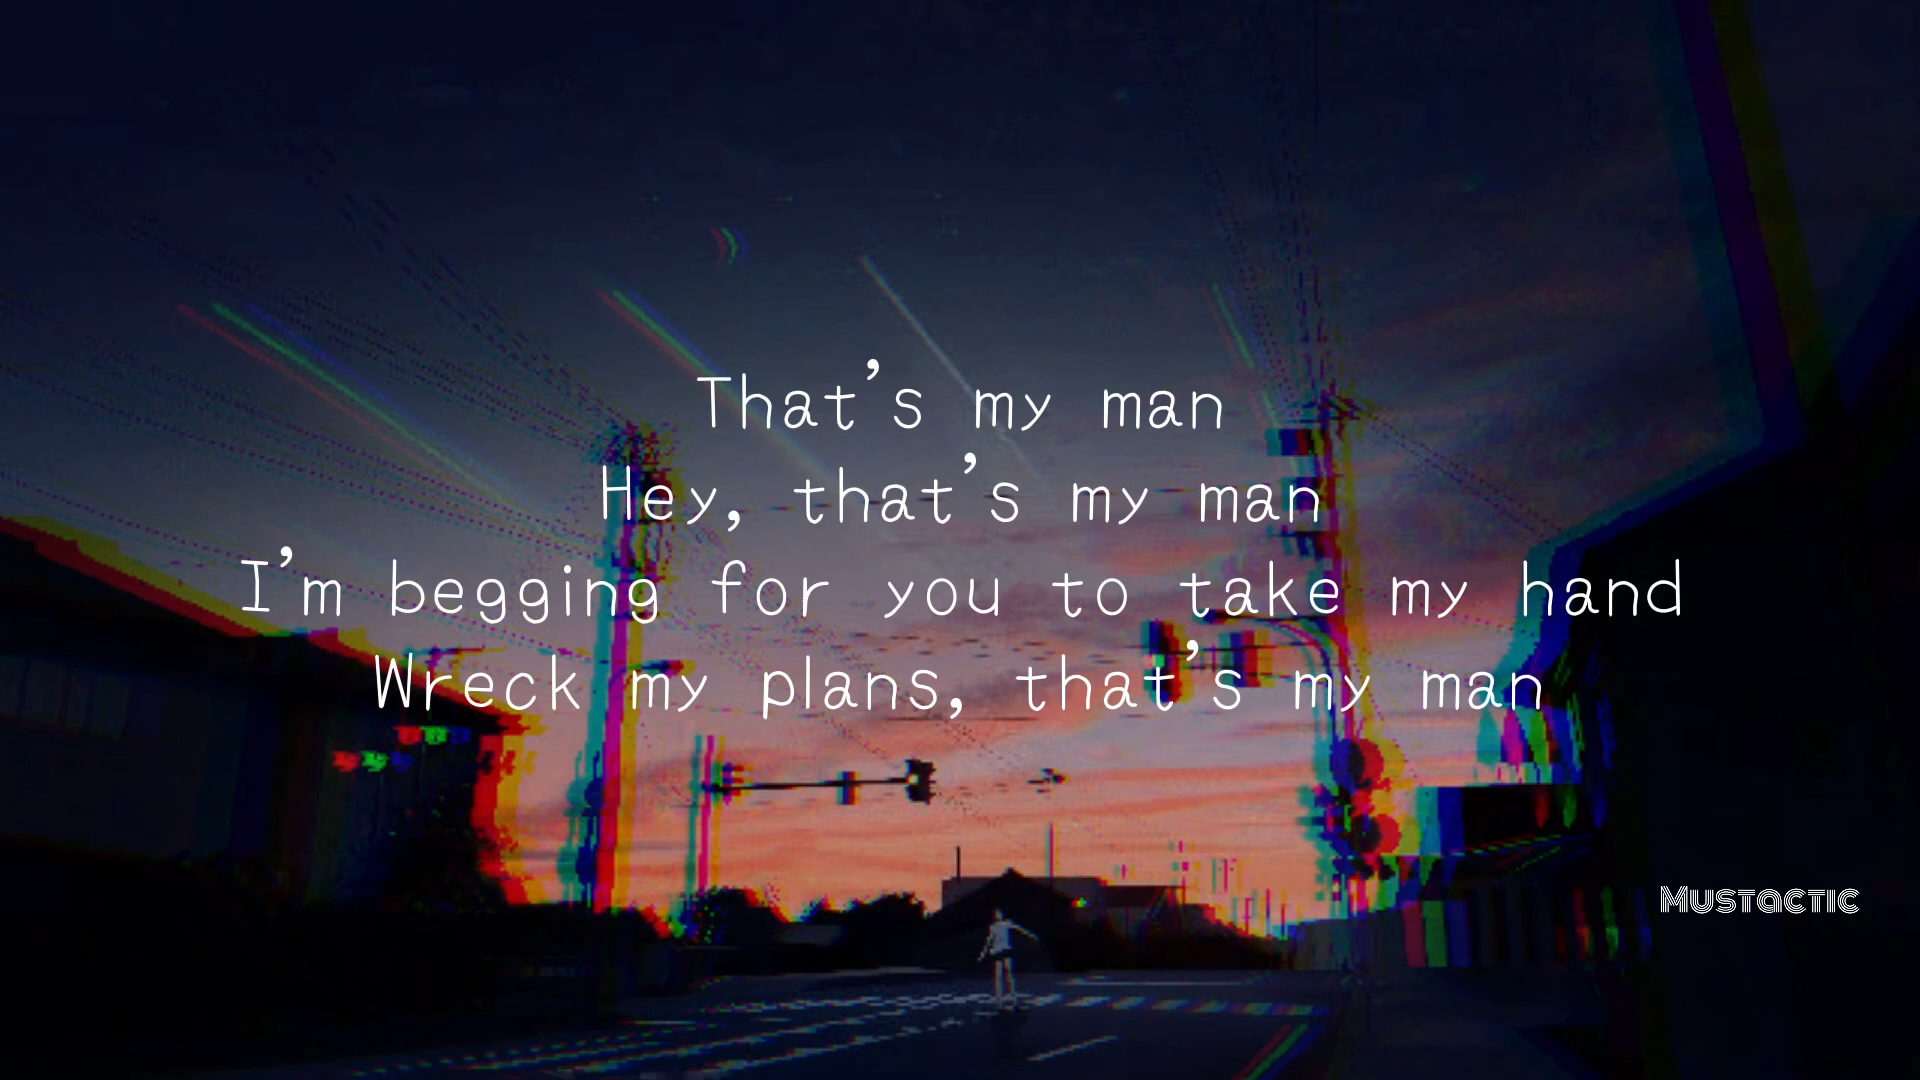 That's my man
Hey, that's my man
I'm begging for you to take my hand
Wreck my plans, that's my man
Mustactic